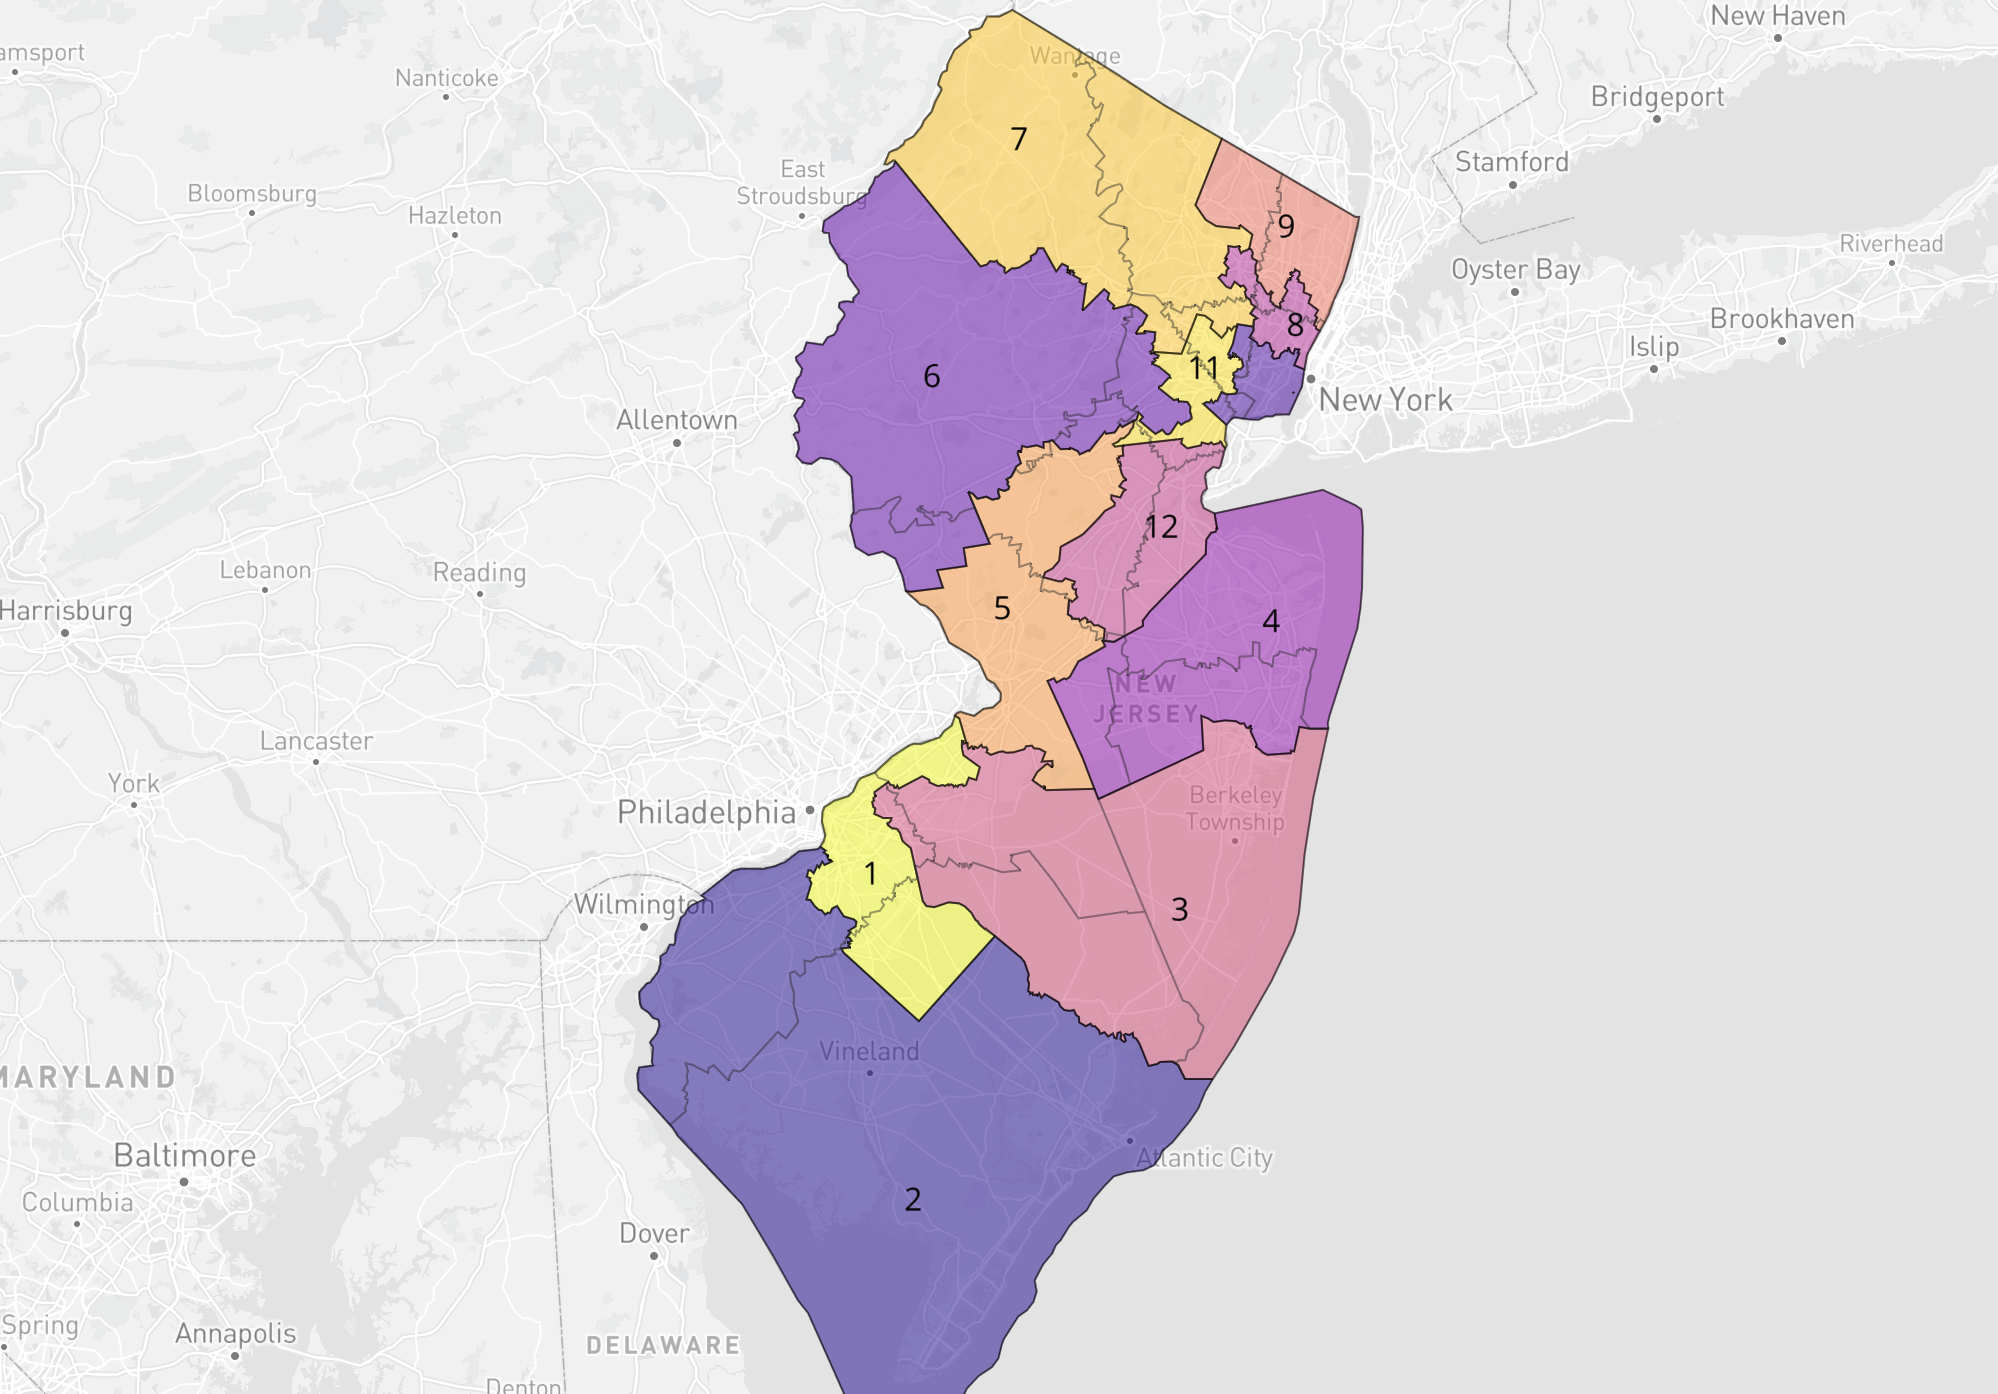 New Haven
amsport
Wantage
Nanticoke
Bridgeport
7
Stamford
East
Stroudsburg
Bloomsburg
Hazleton
9
Riverhead
Oyster Bay
8
Brookhaven
Islip
11
6
New York
Allentown
12
Lebanon
Reading
Harrisburg
5
4
NEW
JERSEY
Lancaster
York
Berkeley
Township
Philadelphia
1
Wilmington
3
Vineland
MARYLAND
Baltimore
Atlantic City
Columbia
2
Dover
Spring
Annapolis
DELAWARE
Denton